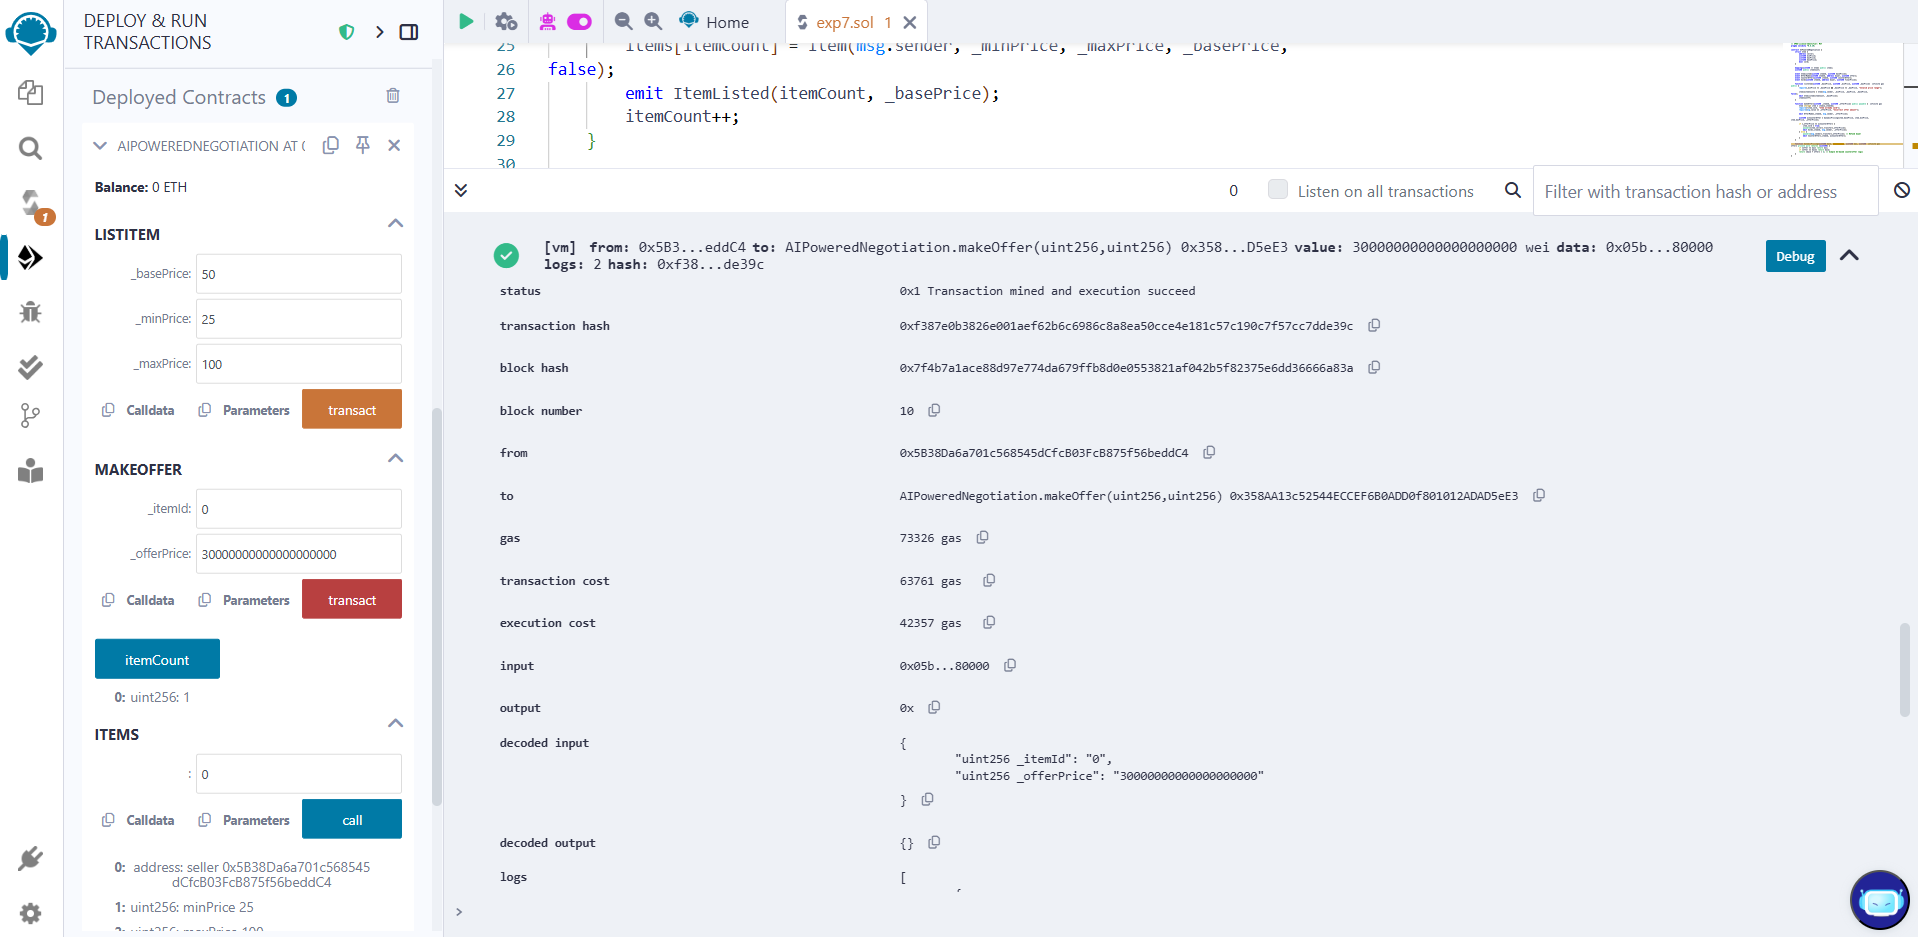 DEPLOY & RUN
TRANSACTIONS
Deployed Contracts 1
AIPOWEREDNEGOTIATION AT
Balance: 0 ETH
LISTITEM
_basePrice: 50
_minPrice: 25
_maxPrice: 100
Calldata Parameters transact
MAKEOFFER
_itemId: 0
_offerPrice: 30000000000000000000
Calldata Parameters transact
itemCount
0: uint256: 1
ITEMS
: 0
Calldata Parameters call
0: address: seller 0x5B38Da6a701c568545
dCfcB03FcB875f56beddC4
1: uint256: minPrice 25
2: uint256: maxPrice 100
1
Home
exp7.sol 1
25 items[itemCount] = Item(msg.sender, _minPrice, _maxPrice, _basePrice,
26 false);
27 emit ItemListed(itemCount, _basePrice);
28 itemCount++;
29 }
30
0 Listen on all transactions Filter with transaction hash or address
[vm] from: 0x5B3...eddC4 to: AIPoweredNegotiation.makeOffer(uint256,uint256) 0x358...D5eE3 value: 30000000000000000000 wei data: 0x05b...80000
logs: 2 hash: 0xf38...de39c
Debug
status 0x1 Transaction mined and execution succeed
transaction hash 0xf387e0b3826e001aef62b6c6986c8a8ea50cce4e181c57c190c7f57cc7dde39c
block hash 0x7f4b7a1ace88d97e774da679ffb8d0e0553821af042b5f82375e6dd36666a83a
block number 10
from 0x5B38Da6a701c568545dCfcB03FcB875f56beddC4
to AIPoweredNegotiation.makeOffer(uint256,uint256) 0x358AA13c52544ECCEF6B0ADD0f801012ADAD5eE3
gas 73326 gas
transaction cost 63761 gas
execution cost 42357 gas
input 0x05b...80000
output 0x
decoded input {
"uint256 _itemId": "0",
"uint256 _offerPrice": "30000000000000000000"
}
decoded output {}
logs [
{
>